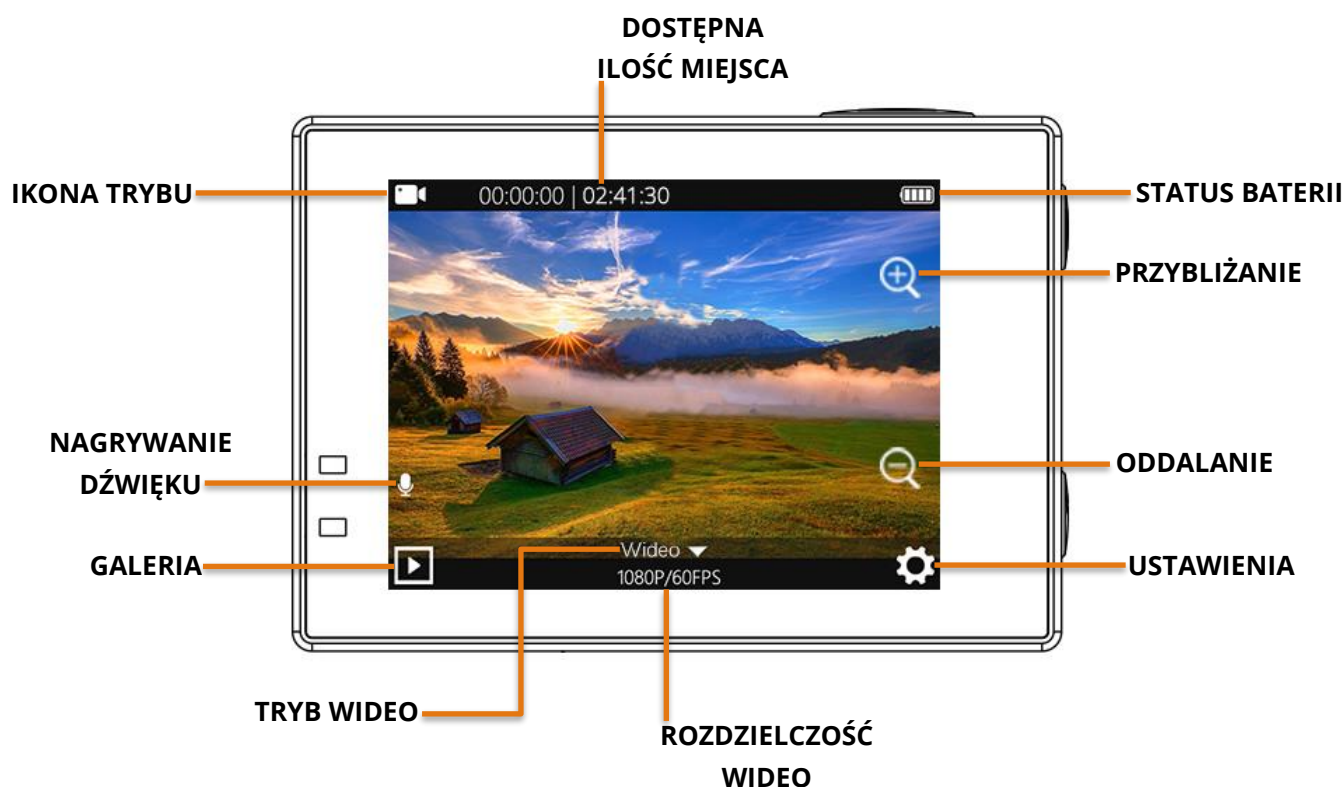 DOSTĘPNA
ILOŚĆ MIEJSCA
IKONA TRYBU
00:00:00 | 02:41:30
STATUS BATERII
PRZYBLIŻANIE
NAGRYWANIE
DŹWIĘKU
ODDALANIE
GALERIA
Wideo
1080P/60FPS
USTAWIENIA
TRYB WIDEO
ROZDZIELCZOŚĆ
WIDEO